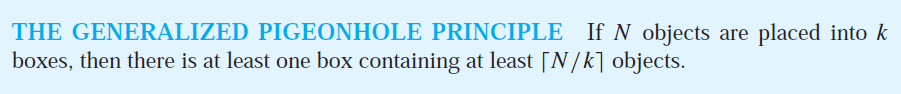 THE GENERALIZED PIGEONHOLE PRINCIPLE If N objects are placed into k
boxes, then there is at least one box containing at least ⌈N/k⌉ objects.